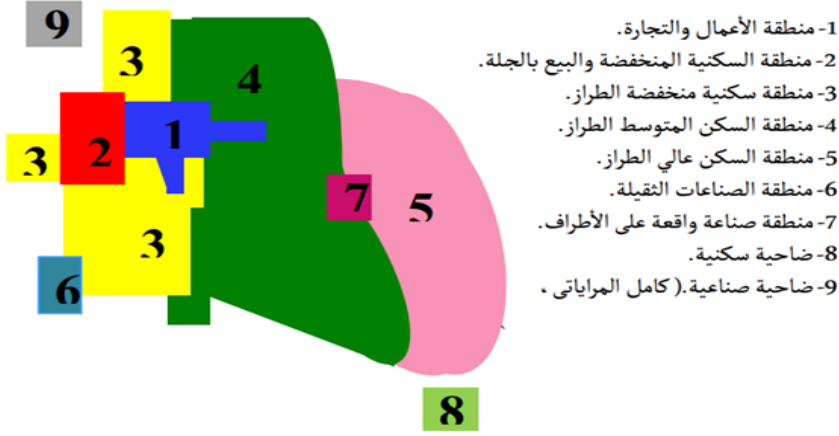 1- منطقة الأعمال والتجارة.
2- منطقة السكنية المنخفضة والبيع بالجلة.
3- منطقة سكنية منخفضة الطراز.
4- منطقة السكن المتوسط الطراز.
5- منطقة السكن عالي الطراز.
6- منطقة الصناعات الثقيلة.
7- منطقة صناعة واقعة على الأطراف.
8- ضاحية سكنية.
9- ضاحية صناعية.( كامل المراياتى ،
9
3
4
1
3
2
7
5
3
6
8